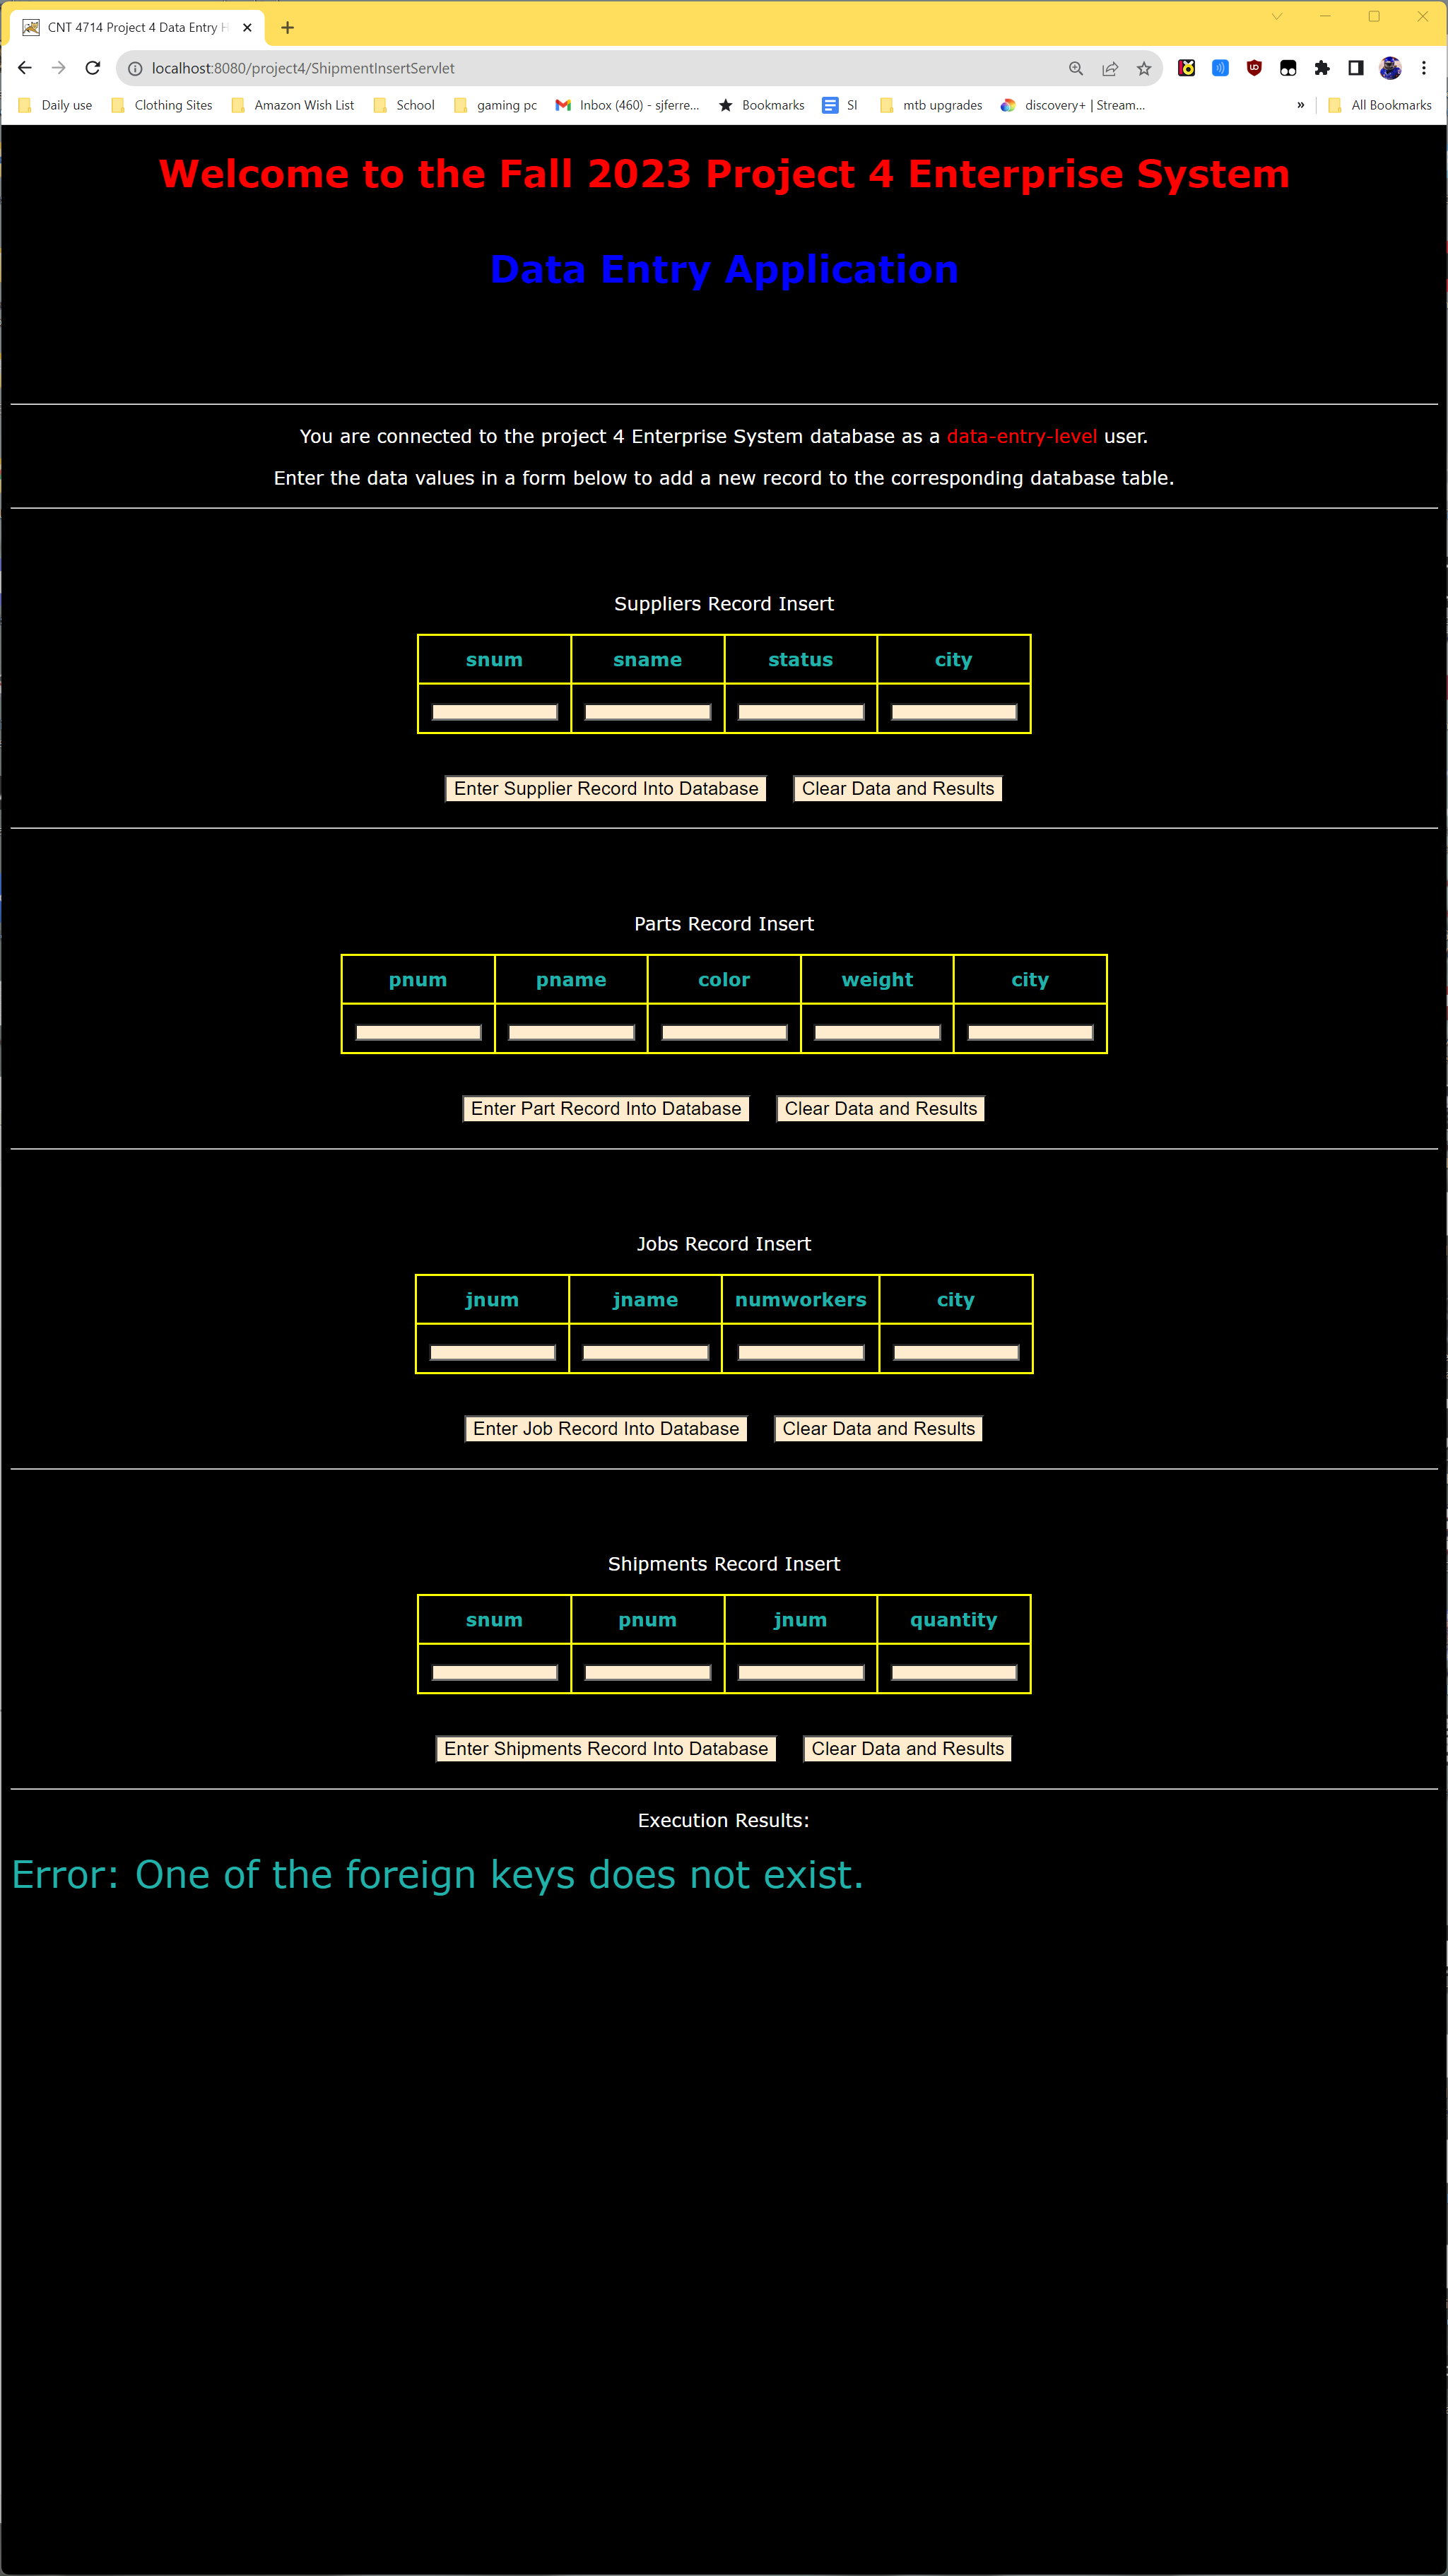 CNT 4714 Project 4 Data Entry H
localhost:8080/project4/ShipmentInsertServlet
Daily use Clothing Sites Amazon Wish List School gaming pc Inbox (460) - sjferre... Bookmarks SI mtb upgrades discovery+ | Stream... » All Bookmarks
Welcome to the Fall 2023 Project 4 Enterprise System
Data Entry Application
You are connected to the project 4 Enterprise System database as a data-entry-level user.
Enter the data values in a form below to add a new record to the corresponding database table.
Suppliers Record Insert
snum sname status city
Enter Supplier Record Into Database Clear Data and Results
Parts Record Insert
pnum pname color weight city
Enter Part Record Into Database Clear Data and Results
Jobs Record Insert
jnum jname numworkers city
Enter Job Record Into Database Clear Data and Results
Shipments Record Insert
snum pnum jnum quantity
Enter Shipments Record Into Database Clear Data and Results
Execution Results:
Error: One of the foreign keys does not exist.